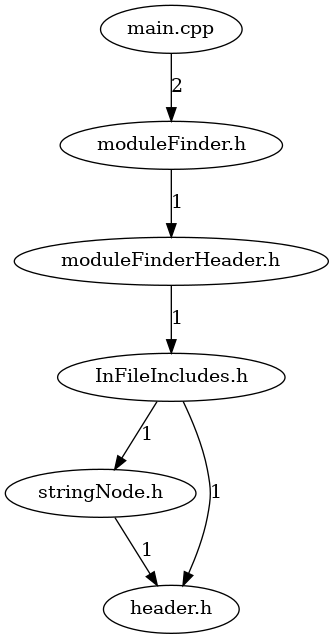 main.cpp
2
moduleFinder.h
1
moduleFinderHeader.h
1
InFileIncludes.h
1
stringNode.h
1
1
header.h